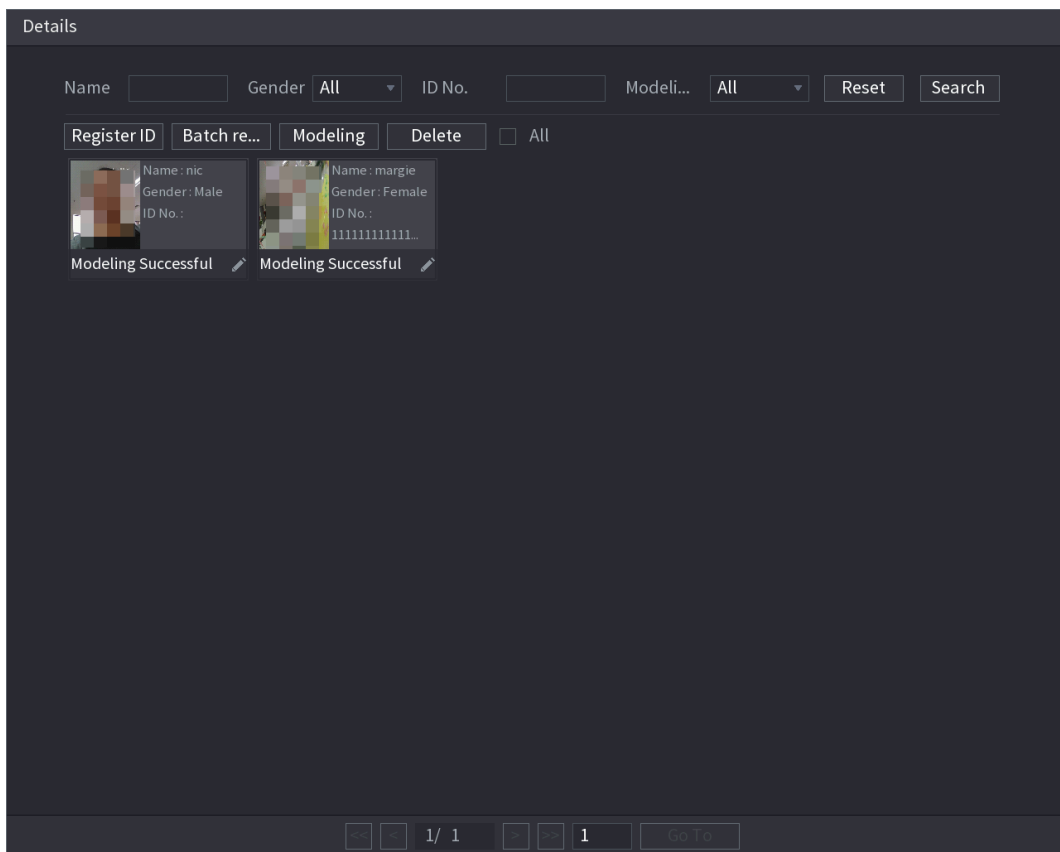 Details
Name Gender All ID No. Modeli... All Reset Search
Register ID Batch re... Modeling Delete All
Name: nic
Gender: Male
ID No.:
Modeling Successful
Name: margie
Gender: Female
ID No.:
111111111111...
Modeling Successful
<< < 1/ 1 > >> 1 Go To